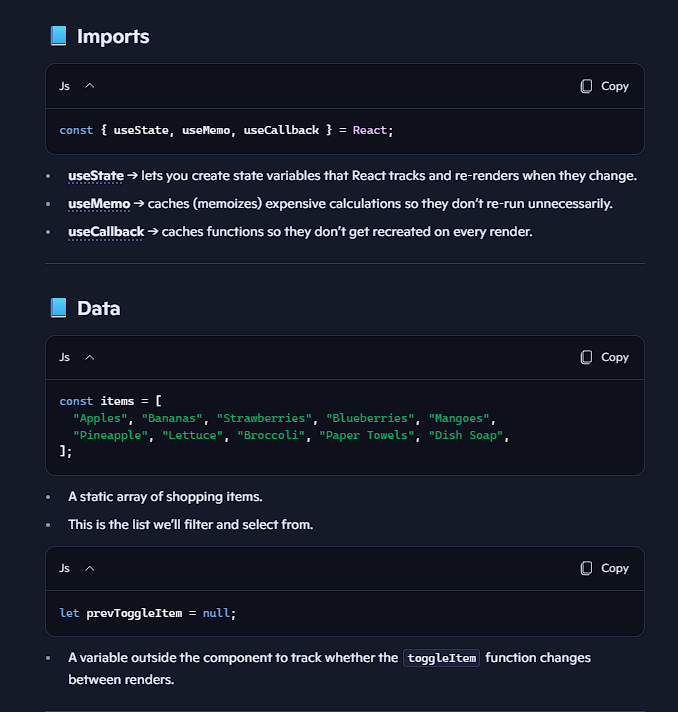 📘 Imports
Js
Copy
const { useState, useMemo, useCallback } = React;
• useState → lets you create state variables that React tracks and re-renders when they change.
• useMemo → caches (memoizes) expensive calculations so they don’t re-run unnecessarily.
• useCallback → caches functions so they don’t get recreated on every render.
📘 Data
Js
Copy
const items = [
  "Apples", "Bananas", "Strawberries", "Blueberries", "Mangoes",
  "Pineapple", "Lettuce", "Broccoli", "Paper Towels", "Dish Soap",
];
• A static array of shopping items.
• This is the list we’ll filter and select from.
Js
Copy
let prevToggleItem = null;
• A variable outside the component to track whether the toggleItem function changes
between renders.